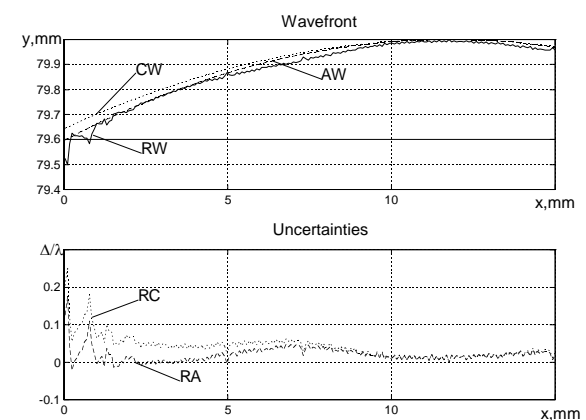 Wavefront
y,mm
79.9
79.8
79.7
79.6
79.5
79.4
CW
AW
RW
0 5 10
x,mm
Uncertainties
Δ/λ
0.2
0.1
0
-0.1
RC
RA
0 5 10
x,mm